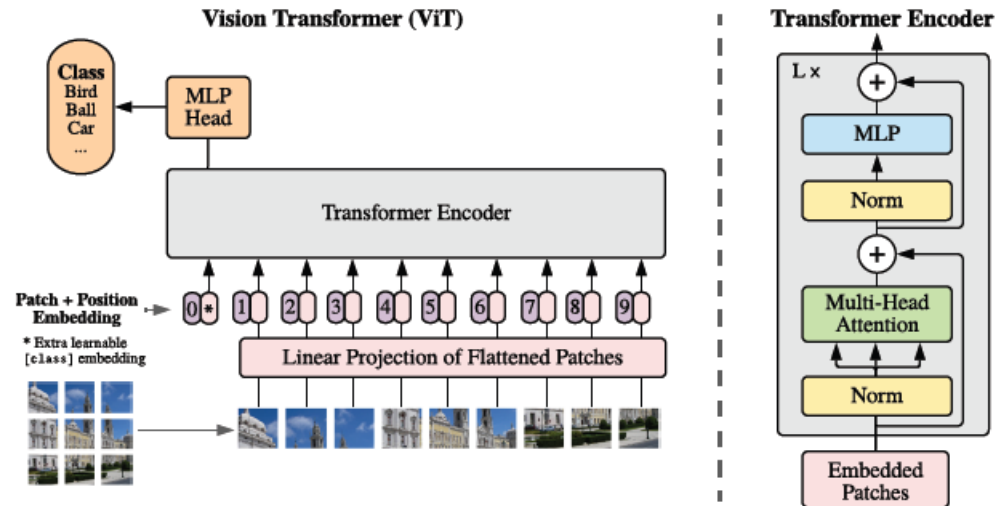 Vision Transformer (ViT)
Class
Bird
Ball
Car
...
MLP
Head
Transformer Encoder
Patch + Position
Embedding
* Extra learnable
[class] embedding
0 * 1 2 3 4 5 6 7 8 9
Linear Projection of Flattened Patches
Transformer Encoder
L ×
+
MLP
Norm
+
Multi-Head
Attention
Norm
Embedded
Patches